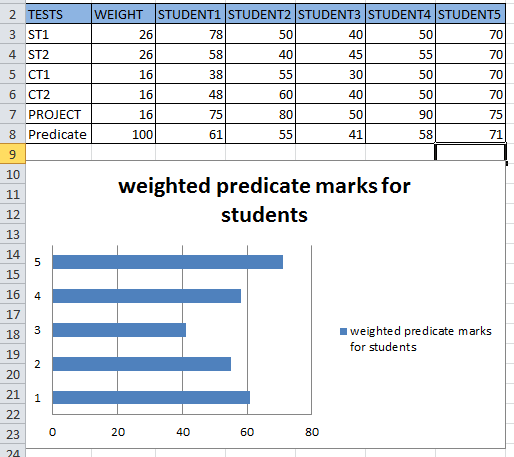 2 TESTS WEIGHT STUDENT1 STUDENT2 STUDENT3 STUDENT4 STUDENT5
3 ST1 26 78 50 40 50 70
4 ST2 26 58 40 45 55 70
5 CT1 16 38 55 30 50 70
6 CT2 16 48 60 40 50 70
7 PROJECT 16 75 80 50 90 75
8 Predicate 100 61 55 41 58 71
9
10
11
12
13
14
15
16
17
18
19
20
21
22
23
24
weighted predicate marks for
students
5
4
3
2
1
0 20 40 60 80
weighted predicate marks
for students